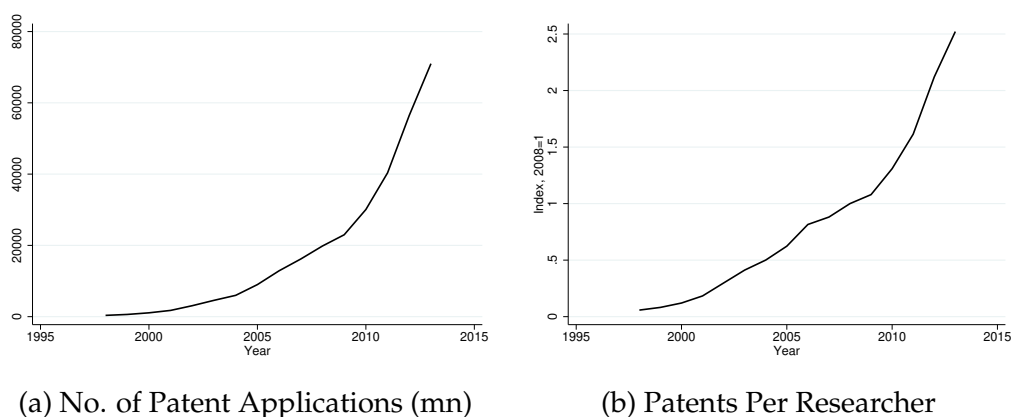 80000
60000
40000
20000
0
1995 2000 2005 2010 2015
Year
(a) No. of Patent Applications (mn)
2.5
2
1.5
1
.5
0
Index, 2008=1
1995 2000 2005 2010 2015
Year
(b) Patents Per Researcher